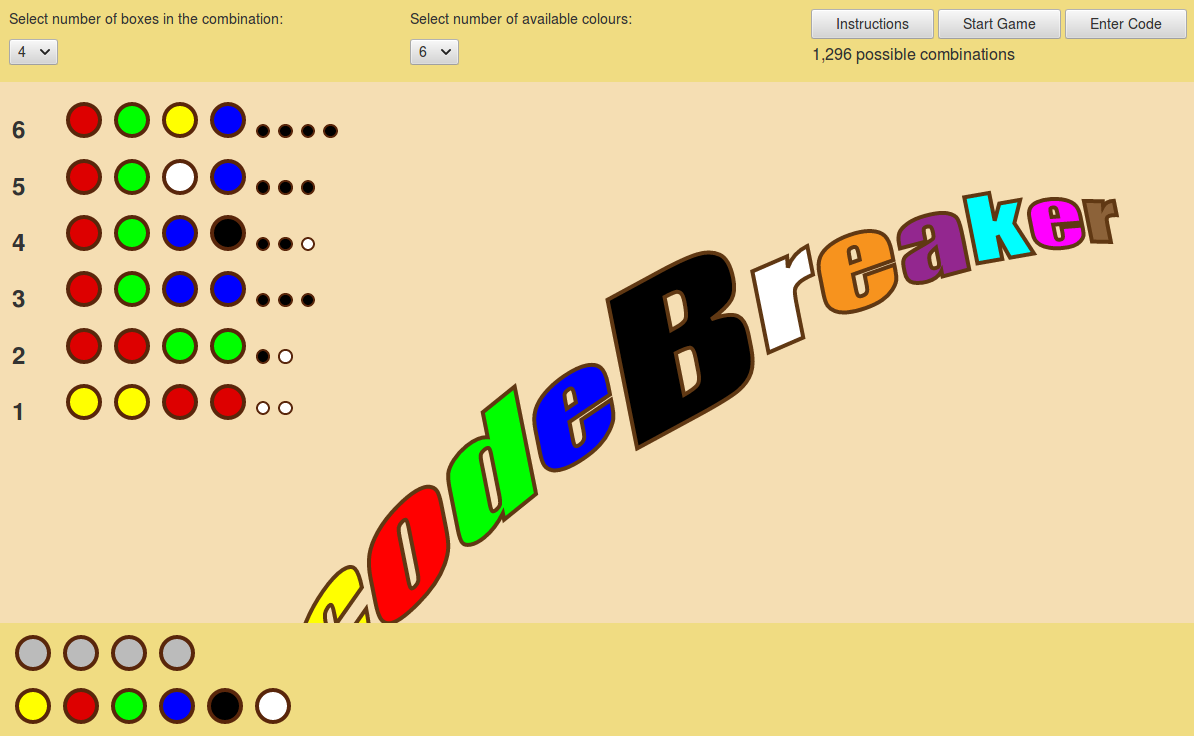 Select number of boxes in the combination:
4
Select number of available colours:
6
Instructions
Start Game
Enter Code
1,296 possible combinations
6
5
4
3
2
1
CodeBreaker